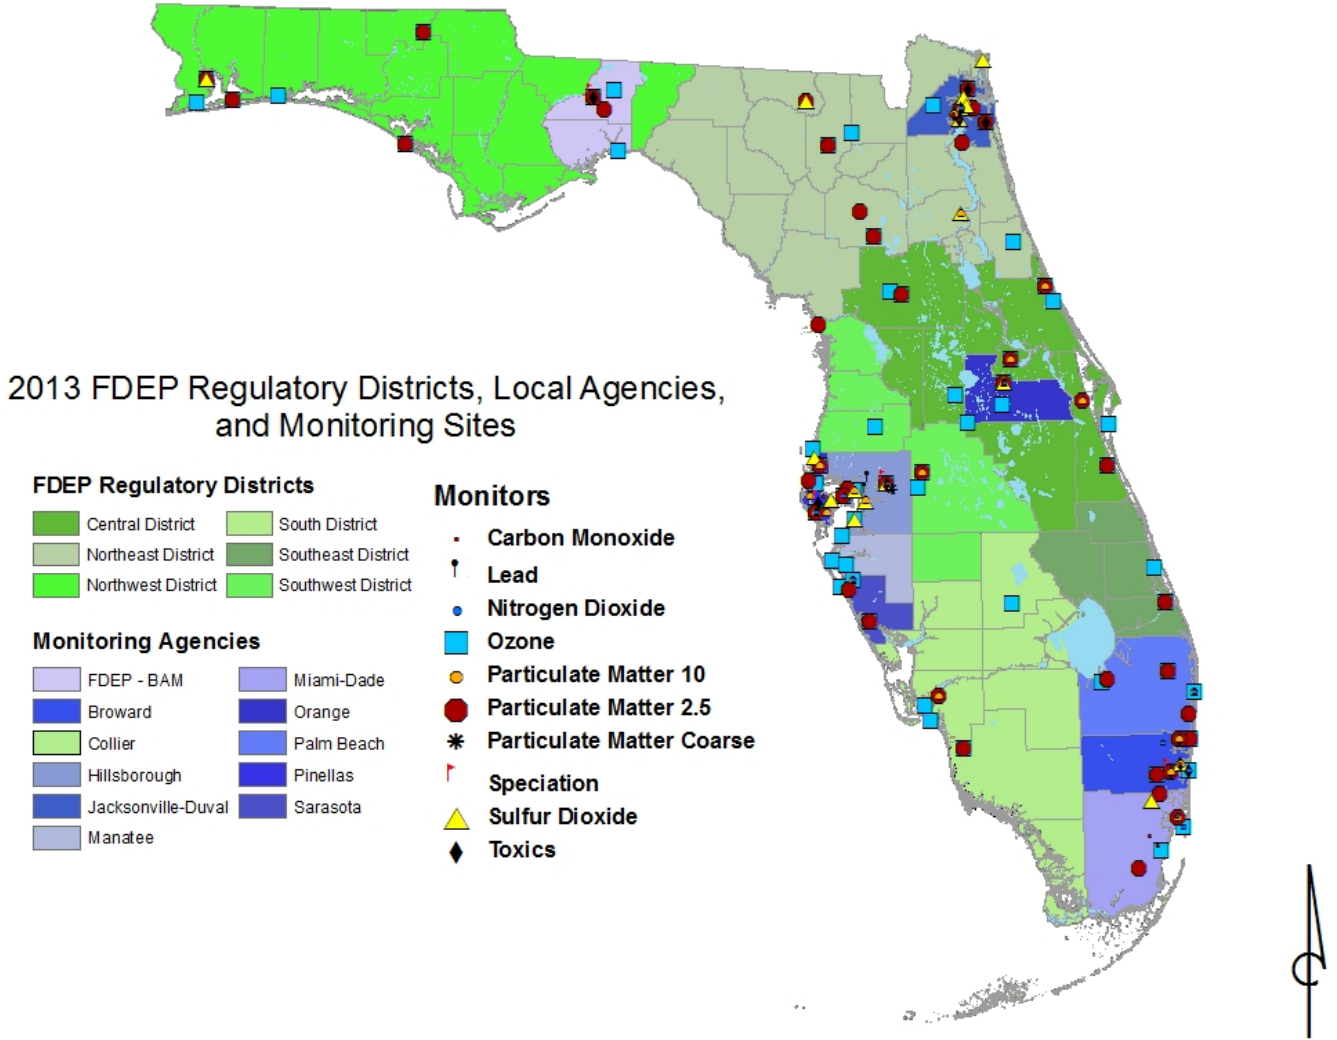 2013 FDEP Regulatory Districts, Local Agencies,
and Monitoring Sites
FDEP Regulatory Districts
Central District
South District
Northeast District
Southeast District
Northwest District
Southwest District
Monitoring Agencies
FDEP - BAM
Miami-Dade
Broward
Orange
Collier
Palm Beach
Hillsborough
Pinellas
Jacksonville-Duval
Sarasota
Manatee
Monitors
Carbon Monoxide
Lead
Nitrogen Dioxide
Ozone
Particulate Matter 10
Particulate Matter 2.5
Particulate Matter Coarse
Speciation
Sulfur Dioxide
Toxics